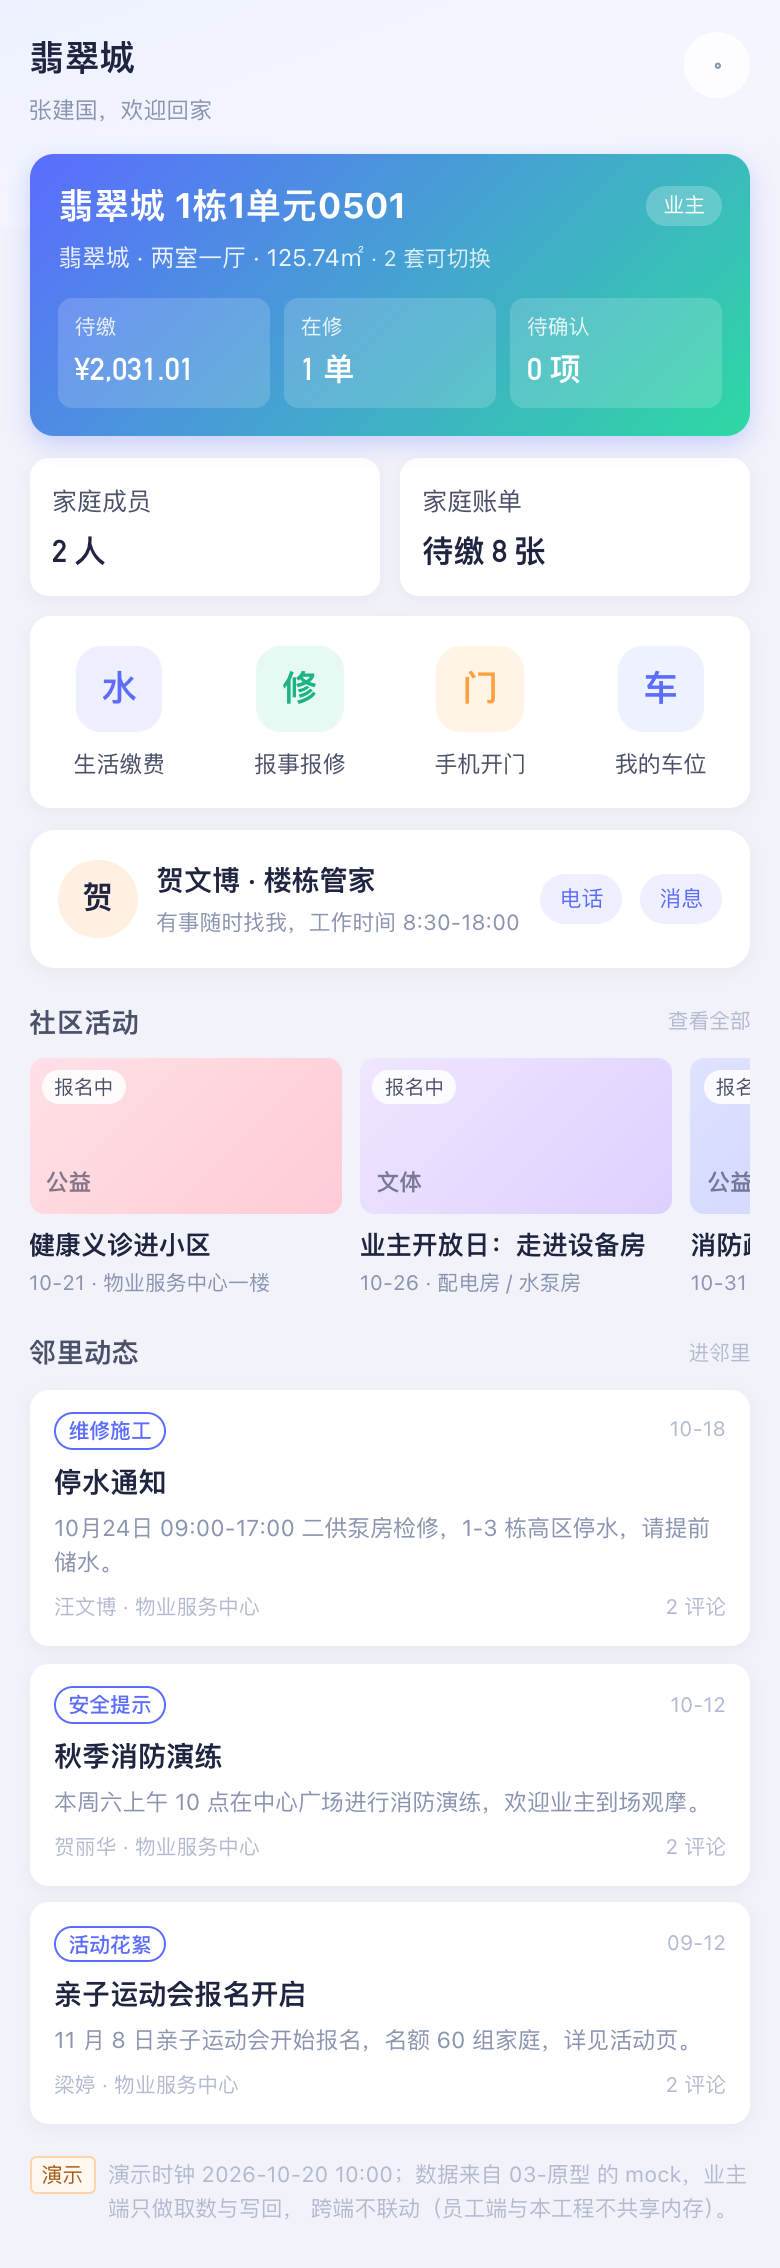 翡翠城
张建国，欢迎回家
翡翠城 1栋1单元0501
业主
翡翠城 · 两室一厅 · 125.74㎡ · 2 套可切换
待缴
在修
待确认
¥2,031.01
1 单
0 项
家庭成员
家庭账单
2 人
待缴 8 张
水
修
门
车
生活缴费
报事报修
手机开门
我的车位
贺
贺文博 · 楼栋管家
有事随时找我，工作时间 8:30-18:00
电话
消息
社区活动
查看全部
报名中
报名中
报名
公益
文体
公益
健康义诊进小区
业主开放日：走进设备房
消防
10-21 · 物业服务中心一楼
10-26 · 配电房 / 水泵房
10-31
邻里动态
进邻里
维修施工
10-18
停水通知
10月24日 09:00-17:00 二供泵房检修，1-3 栋高区停水，请提前
储水。
汪文博 · 物业服务中心
2 评论
安全提示
10-12
秋季消防演练
本周六上午 10 点在中心广场进行消防演练，欢迎业主到场观摩。
贺丽华 · 物业服务中心
2 评论
活动花絮
09-12
亲子运动会报名开启
11 月 8 日亲子运动会开始报名，名额 60 组家庭，详见活动页。
梁婷 · 物业服务中心
2 评论
演示
演示时钟 2026-10-20 10:00；数据来自 03-原型 的 mock，业主
端只做取数与写回， 跨端不联动（员工端与本工程不共享内存）。